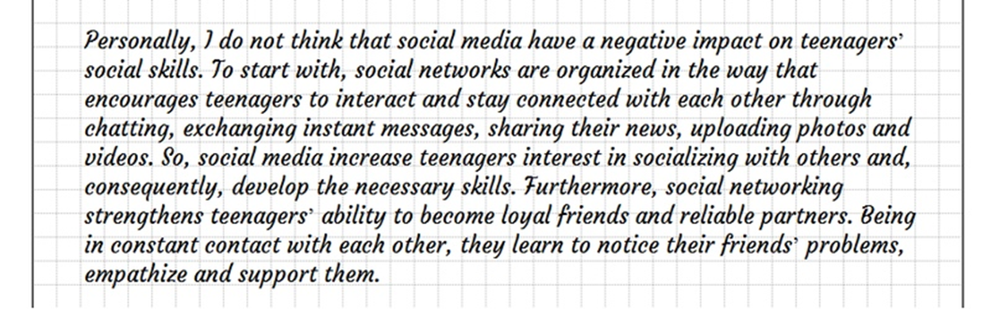 Personally, I do not think that social media have a negative impact on teenagers’
social skills. To start with, social networks are organized in the way that
encourages teenagers to interact and stay connected with each other through
chatting, exchanging instant messages, sharing their news, uploading photos and
videos. So, social media increase teenagers interest in socializing with others and,
consequently, develop the necessary skills. Furthermore, social networking
strengthens teenagers’ ability to become loyal friends and reliable partners. Being
in constant contact with each other, they learn to notice their friends’ problems,
empathize and support them.